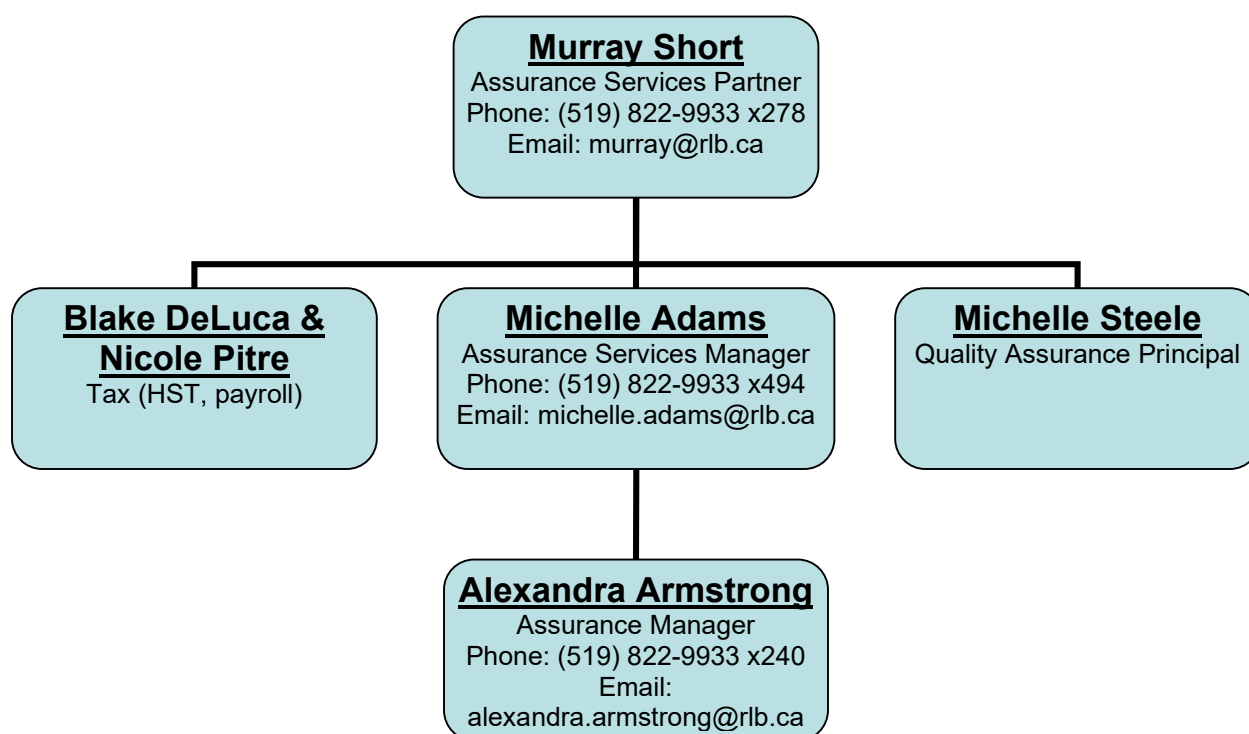 Murray Short
Assurance Services Partner
Phone: (519) 822-9933 x278
Email: murray@rlb.ca
Blake DeLuca &
Nicole Pitre
Tax (HST, payroll)
Michelle Adams
Assurance Services Manager
Phone: (519) 822-9933 x494
Email: michelle.adams@rlb.ca
Michelle Steele
Quality Assurance Principal
Alexandra Armstrong
Assurance Manager
Phone: (519) 822-9933 x240
Email:
alexandra.armstrong@rlb.ca